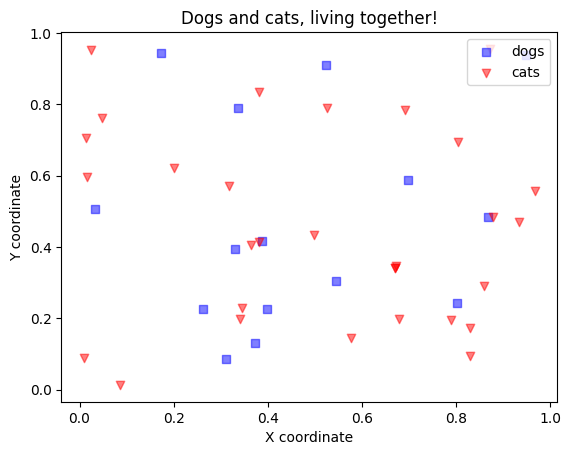 Dogs and cats, living together!
dogs
cats
1.0
0.8
0.6
0.4
0.2
0.0
Y coordinate
0.0 0.2 0.4 0.6 0.8 1.0
X coordinate